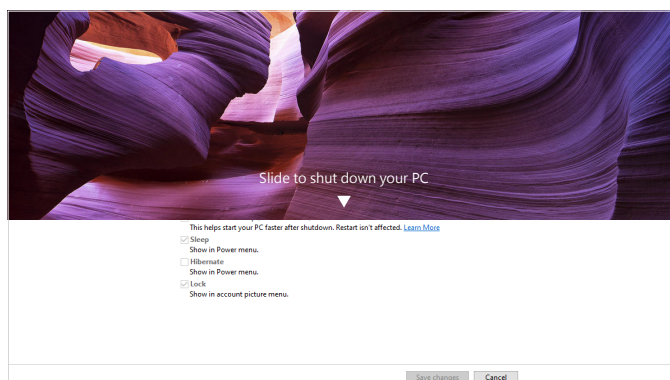 Slide to shut down your PC
This helps start your PC faster after shutdown. Restart isn't affected. Learn More
Sleep
Show in Power menu.
Hibernate
Show in Power menu.
Lock
Show in account picture menu.
Save changes Cancel